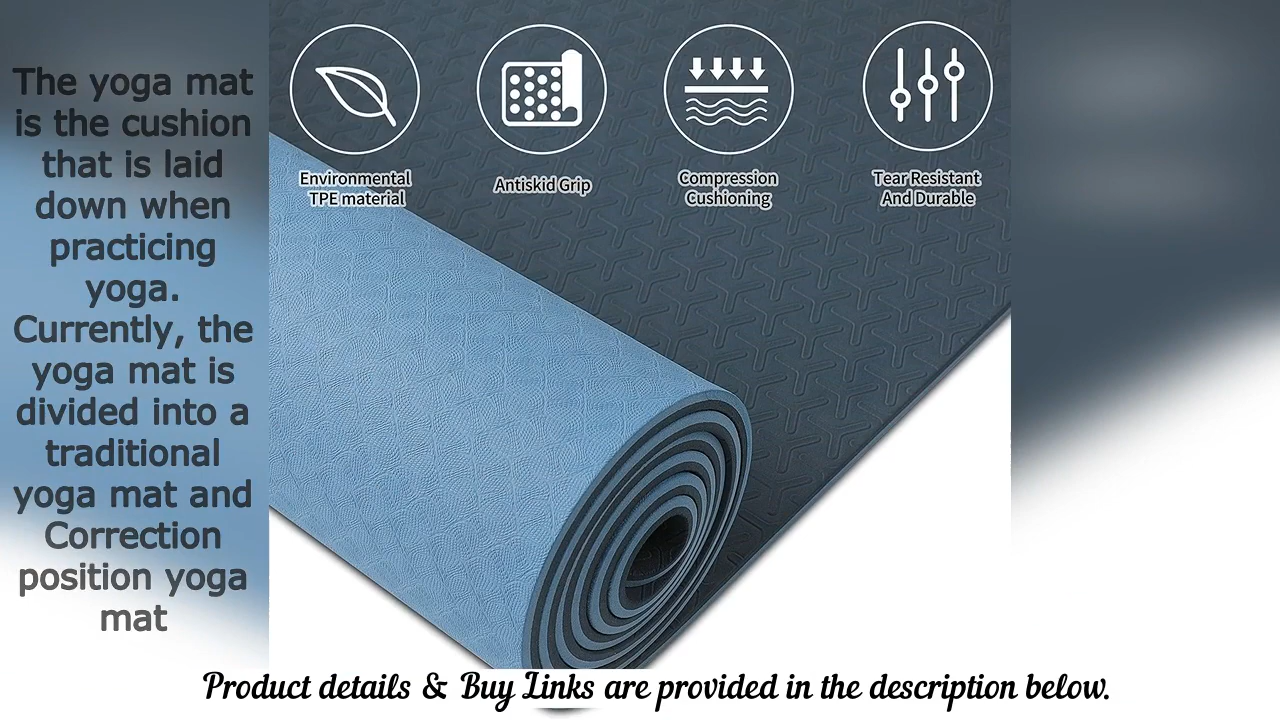 The yoga mat
is the cushion
that is laid
down when
practicing
yoga.
Currently, the
yoga mat is
divided into a
traditional
yoga mat and
Correction
position yoga
mat
Environmental
TPE material
Antiskid Grip
Compression
Cushioning
Tear Resistant
And Durable
Product details & Buy Links are provided in the description below.